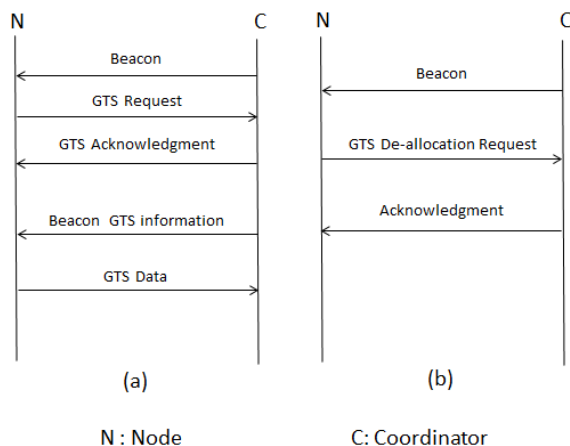 N C N C
Beacon
GTS Request
GTS Acknowledgment
Beacon GTS information
GTS Data
(a)
Beacon
GTS De-allocation Request
Acknowledgment
(b)
N : Node C: Coordinator